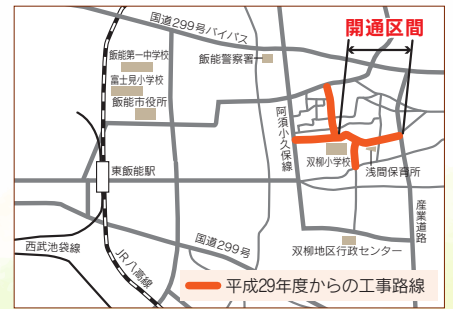 開通区間
国道299号バイパス
飯能第一中学校
富士見小学校
飯能市役所
飯能警察署
阿須小久保線
双柳小学校
浅間保育所
東飯能駅
産業道路
国道299号
双柳地区行政センター
西武池袋線
JR八高線
平成29年度からの工事路線